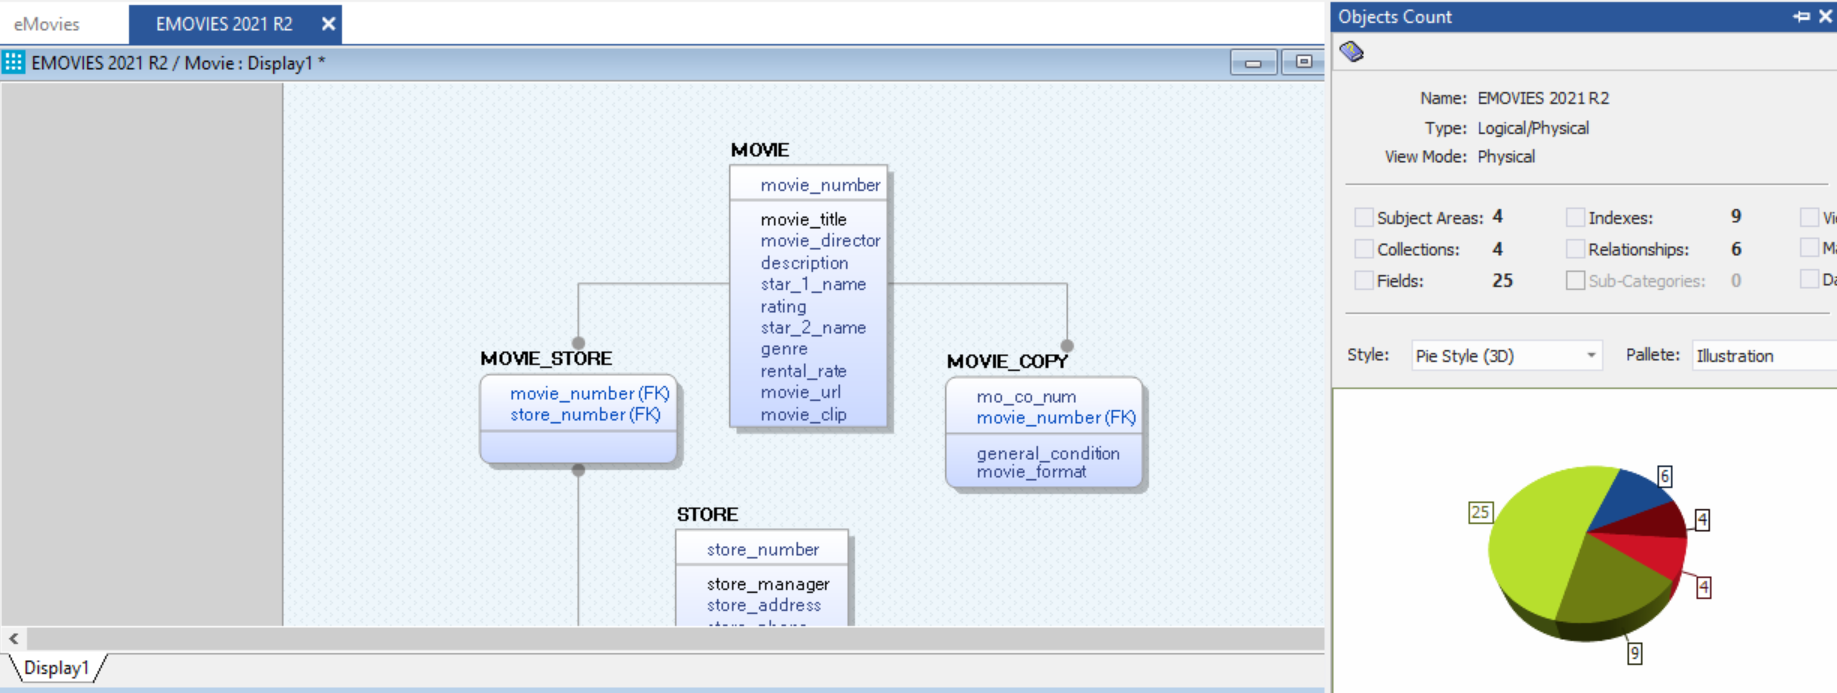 eMovies
EMOVIES 2021 R2
EMOVIES 2021 R2 / Movie : Display1 *
MOVIE
movie_number
movie_title
movie_director
description
star_1_name
rating
star_2_name
genre
rental_rate
movie_url
movie_clip
MOVIE_STORE
movie_number (FK)
store_number (FK)
MOVIE_COPY
mo_co_num
movie_number (FK)
general_condition
movie_format
STORE
store_number
store_manager
store_address
Display1
Objects Count
Name: EMOVIES 2021 R2
Type: Logical/Physical
View Mode: Physical
Subject Areas: 4 Indexes: 9
Collections: 4 Relationships: 6
Fields: 25 Sub-Categories: 0
Style: Pie Style (3D) Pallete: Illustration
6
25
4
4
9